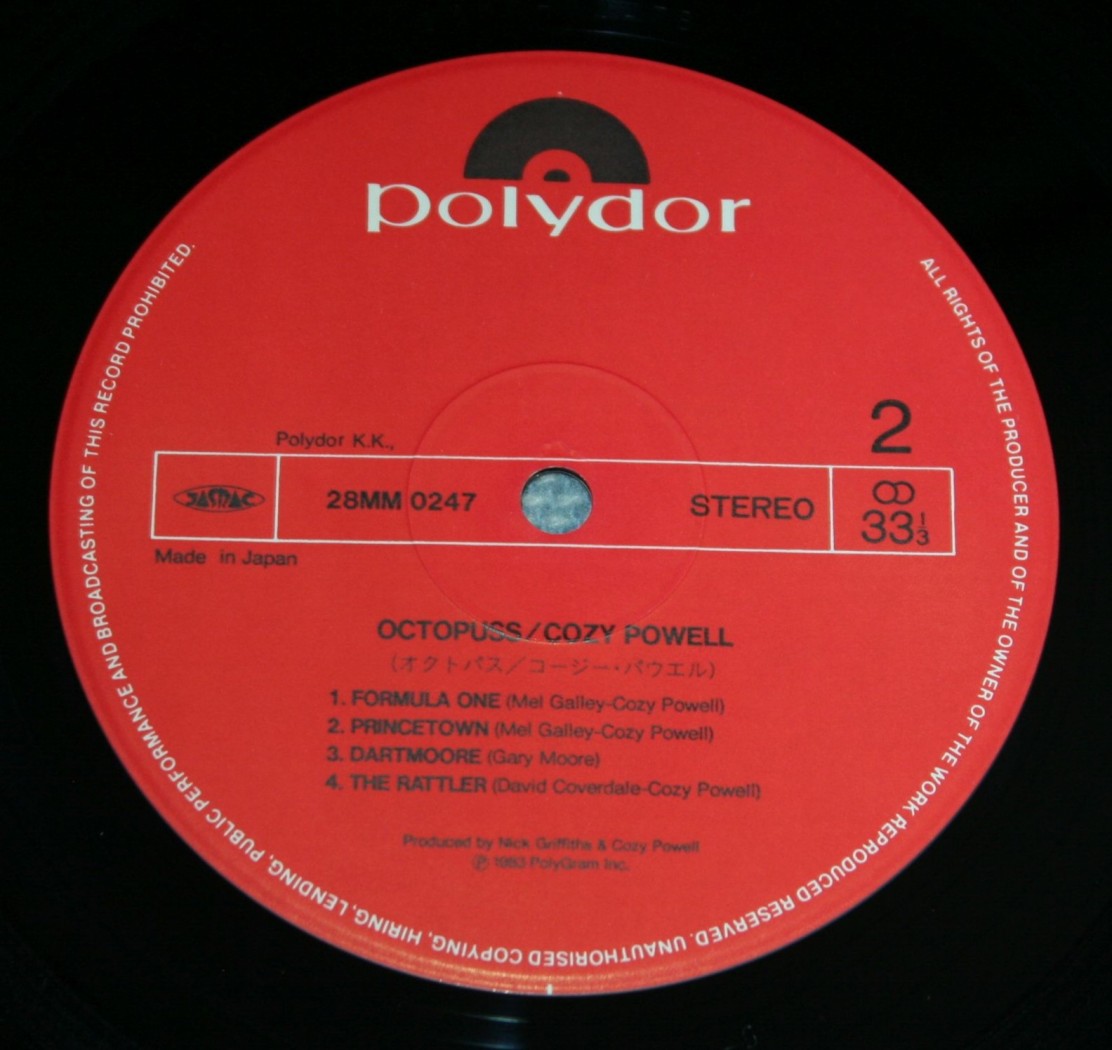 polydor
2
Polydor K.K.,
JASRAC
28MM 0247
STEREO
33 1/3
Made in Japan
OCTOPUSS/COZY POWELL
(オクトパス/コージー・パウエル)
1. FORMULA ONE (Mel Galley-Cozy Powell)
2. PRINCETOWN (Mel Galley-Cozy Powell)
3. DARTMOORE (Gary Moore)
4. THE RATTLER (David Coverdale-Cozy Powell)
Produced by Nick Griffiths & Cozy Powell
℗ 1983 PolyGram Inc.
ALL RIGHTS OF THE PRODUCER AND OF THE OWNER OF THE WORK REPRODUCED RESERVED. UNAUTHORISED COPYING, HIRING, LENDING, PUBLIC PERFORMANCE AND BROADCASTING OF THIS RECORD PROHIBITED.